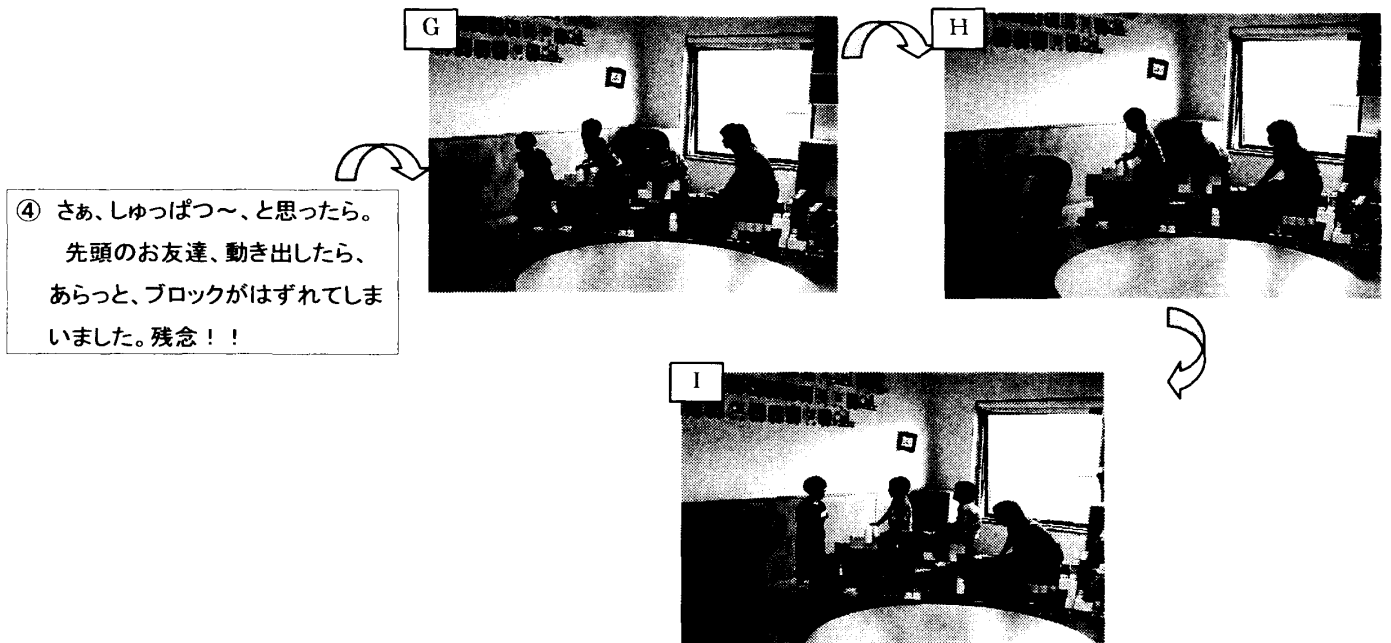 G
H
④ さぁ、しゅっぱつ～、と思ったら。
先頭のお友達、動き出したら、
あらっと、ブロックがはずれてしま
いました。残念！！
I